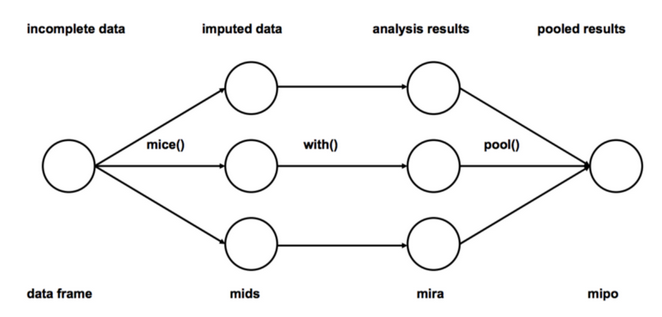 incomplete data imputed data analysis results pooled results
mice() with() pool()
data frame mids mira mipo